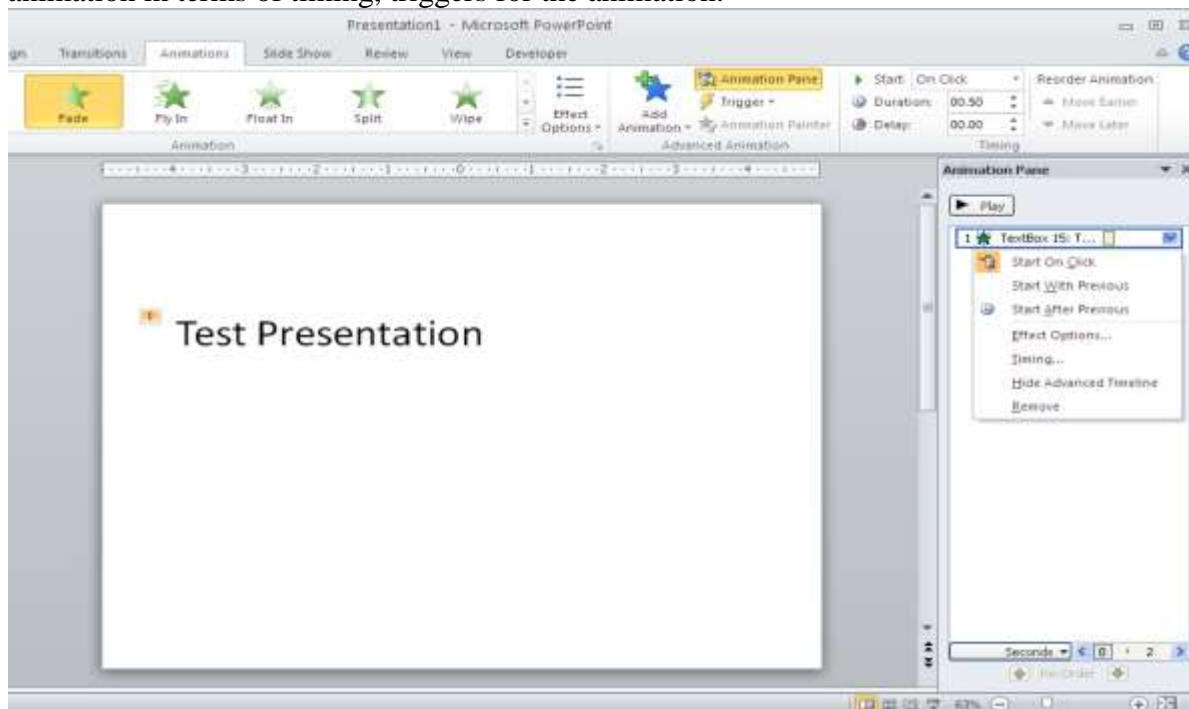 animation in terms of timing, triggers for the animation.
Presentation1 - Microsoft PowerPoint
gn Transitions Animations Slide Show Review View Developer
Fade Fly In Float In Split Wipe
Effect Options
Add Animation
Animation Pane
Trigger
Animation Painter
Start: On Click
Duration: 00.50
Delay: 00.00
Reorder Animation
Move Earlier
Move Later
Animation Advanced Animation Timing
Animation Pane
Play
1 TextBox 15: T...
Start On Click
Start With Previous
Start After Previous
Effect Options...
Timing...
Hide Advanced Timeline
Remove
1
Test Presentation
Seconds 0 2
Re-Order
63%